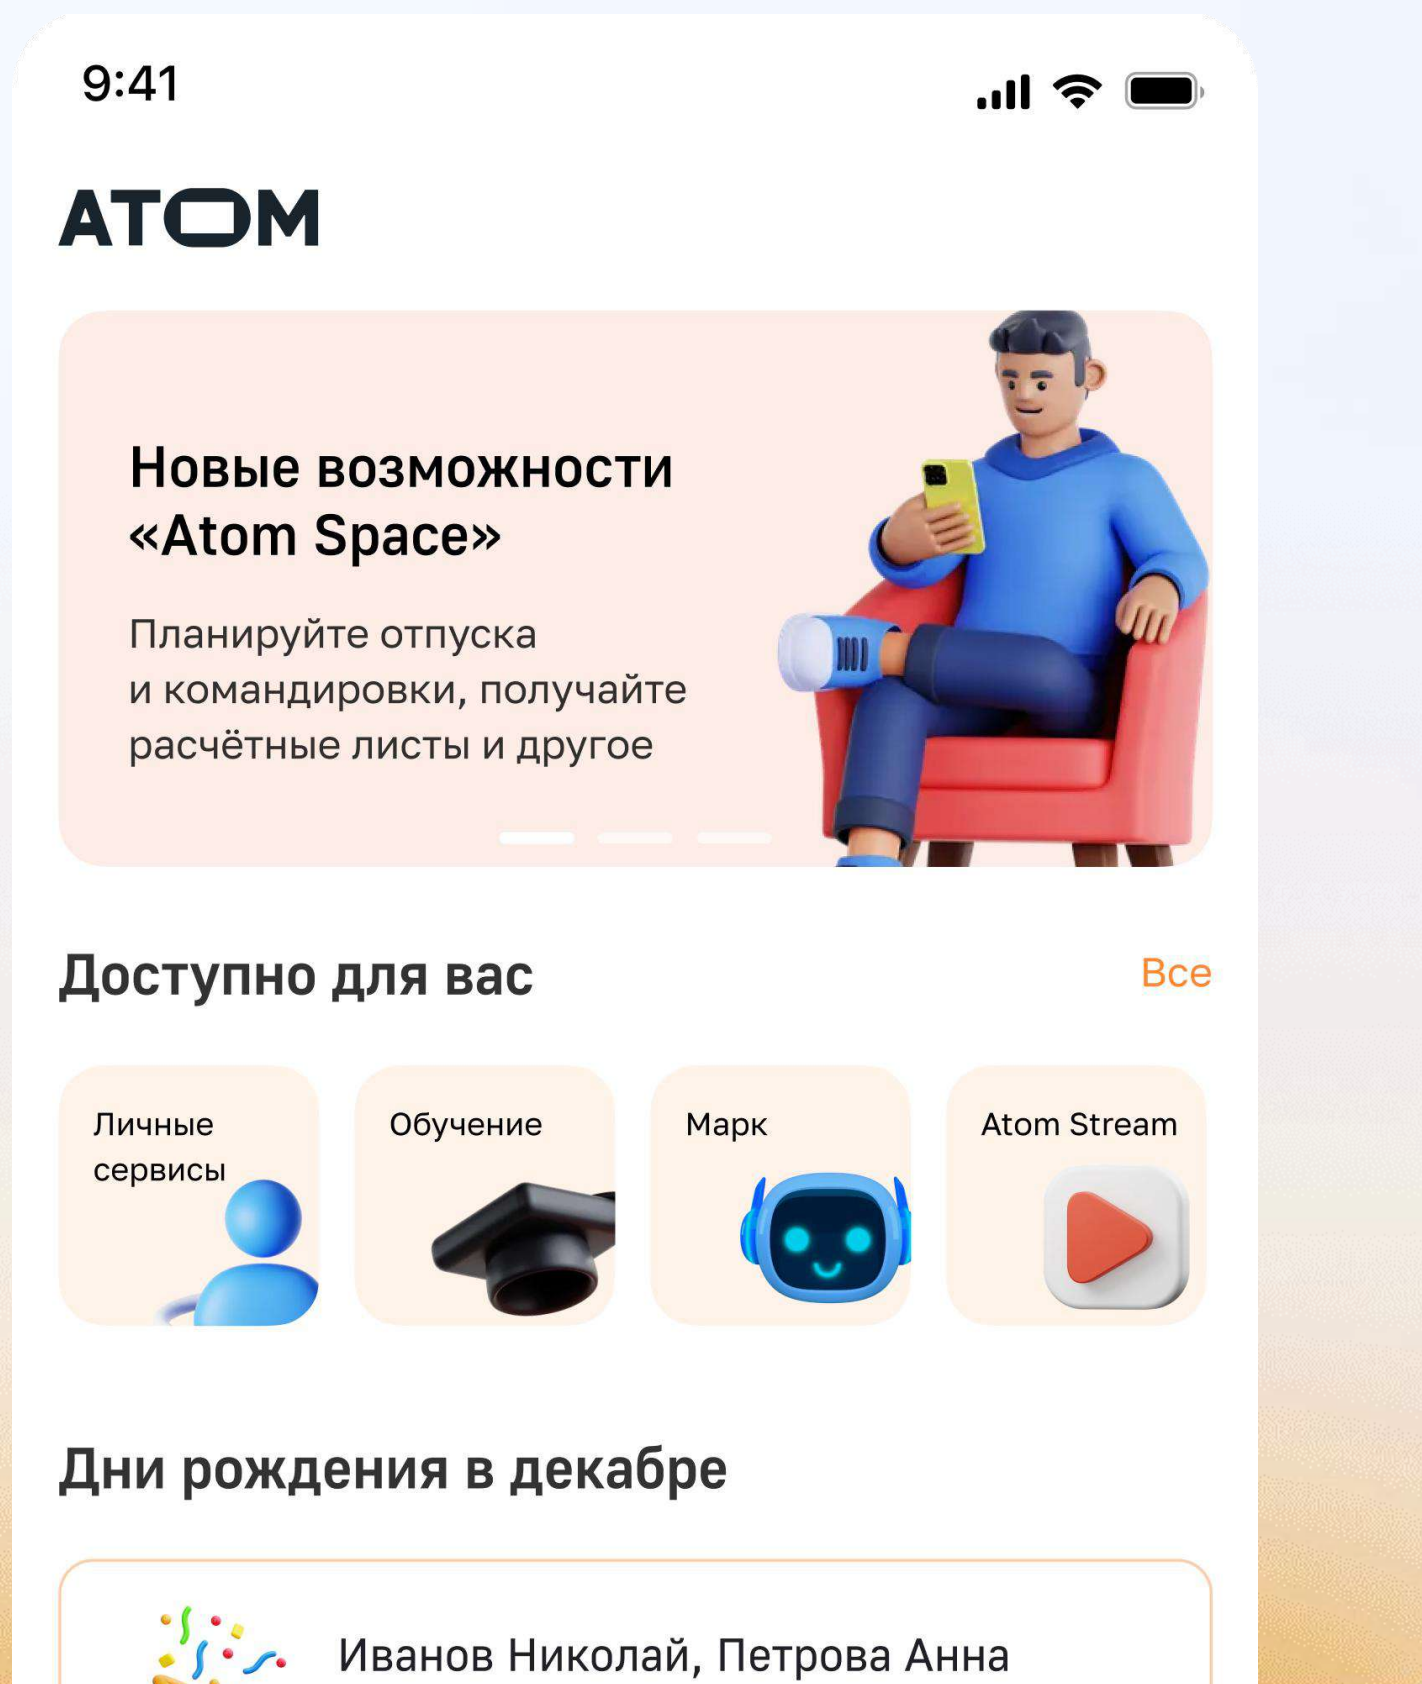 9:41
ATOM
Новые возможности
«Atom Space»
Планируйте отпуска
и командировки, получайте
расчётные листы и другое
Доступно для вас
Все
Личные
сервисы
Обучение
Марк
Atom Stream
Дни рождения в декабре
Иванов Николай, Петрова Анна